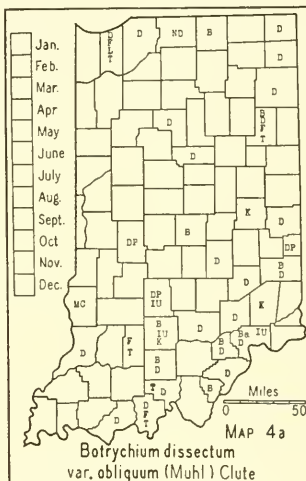 Jan.
Feb.
Mar.
Apr
May
June
July
Aug.
Sept.
Oct
Nov.
Dec.
D
ND
B
D
D
D
B
D
F
T
D
K
D
B
DP
D
DP
B
D
MC
DP
IU
K
Ba
IU
B
IU
K
D
B
D
D
D
F
T
B
D
D
T
D
B
D
F
T
D
D
Miles
0
50
MAP 4a
Botrychium dissectum
var. obliquum (Muhl) Clute